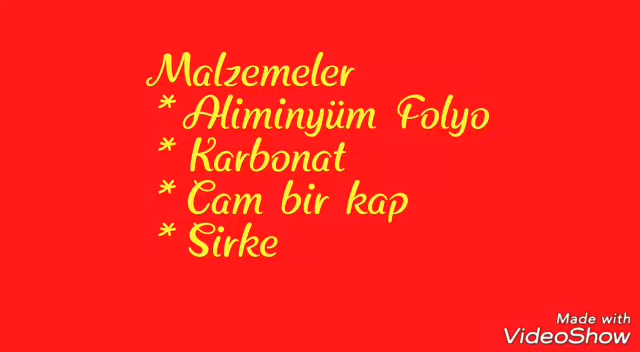 Malzemeler
* Aliminyüm Folyo
* Karbonat
* Cam bir kap
* Sirke
Made with
VideoShow